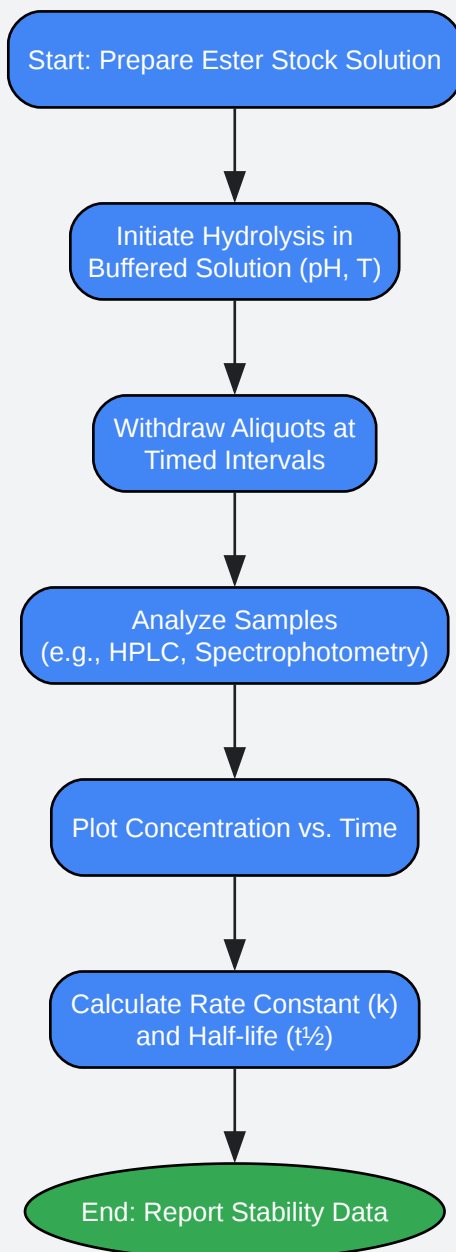 Start: Prepare Ester Stock Solution
Initiate Hydrolysis in
Buffered Solution (pH, T)
Withdraw Aliquots at
Timed Intervals
Analyze Samples
(e.g., HPLC, Spectrophotometry)
Plot Concentration vs. Time
Calculate Rate Constant (k)
and Half-life (t½)
End: Report Stability Data